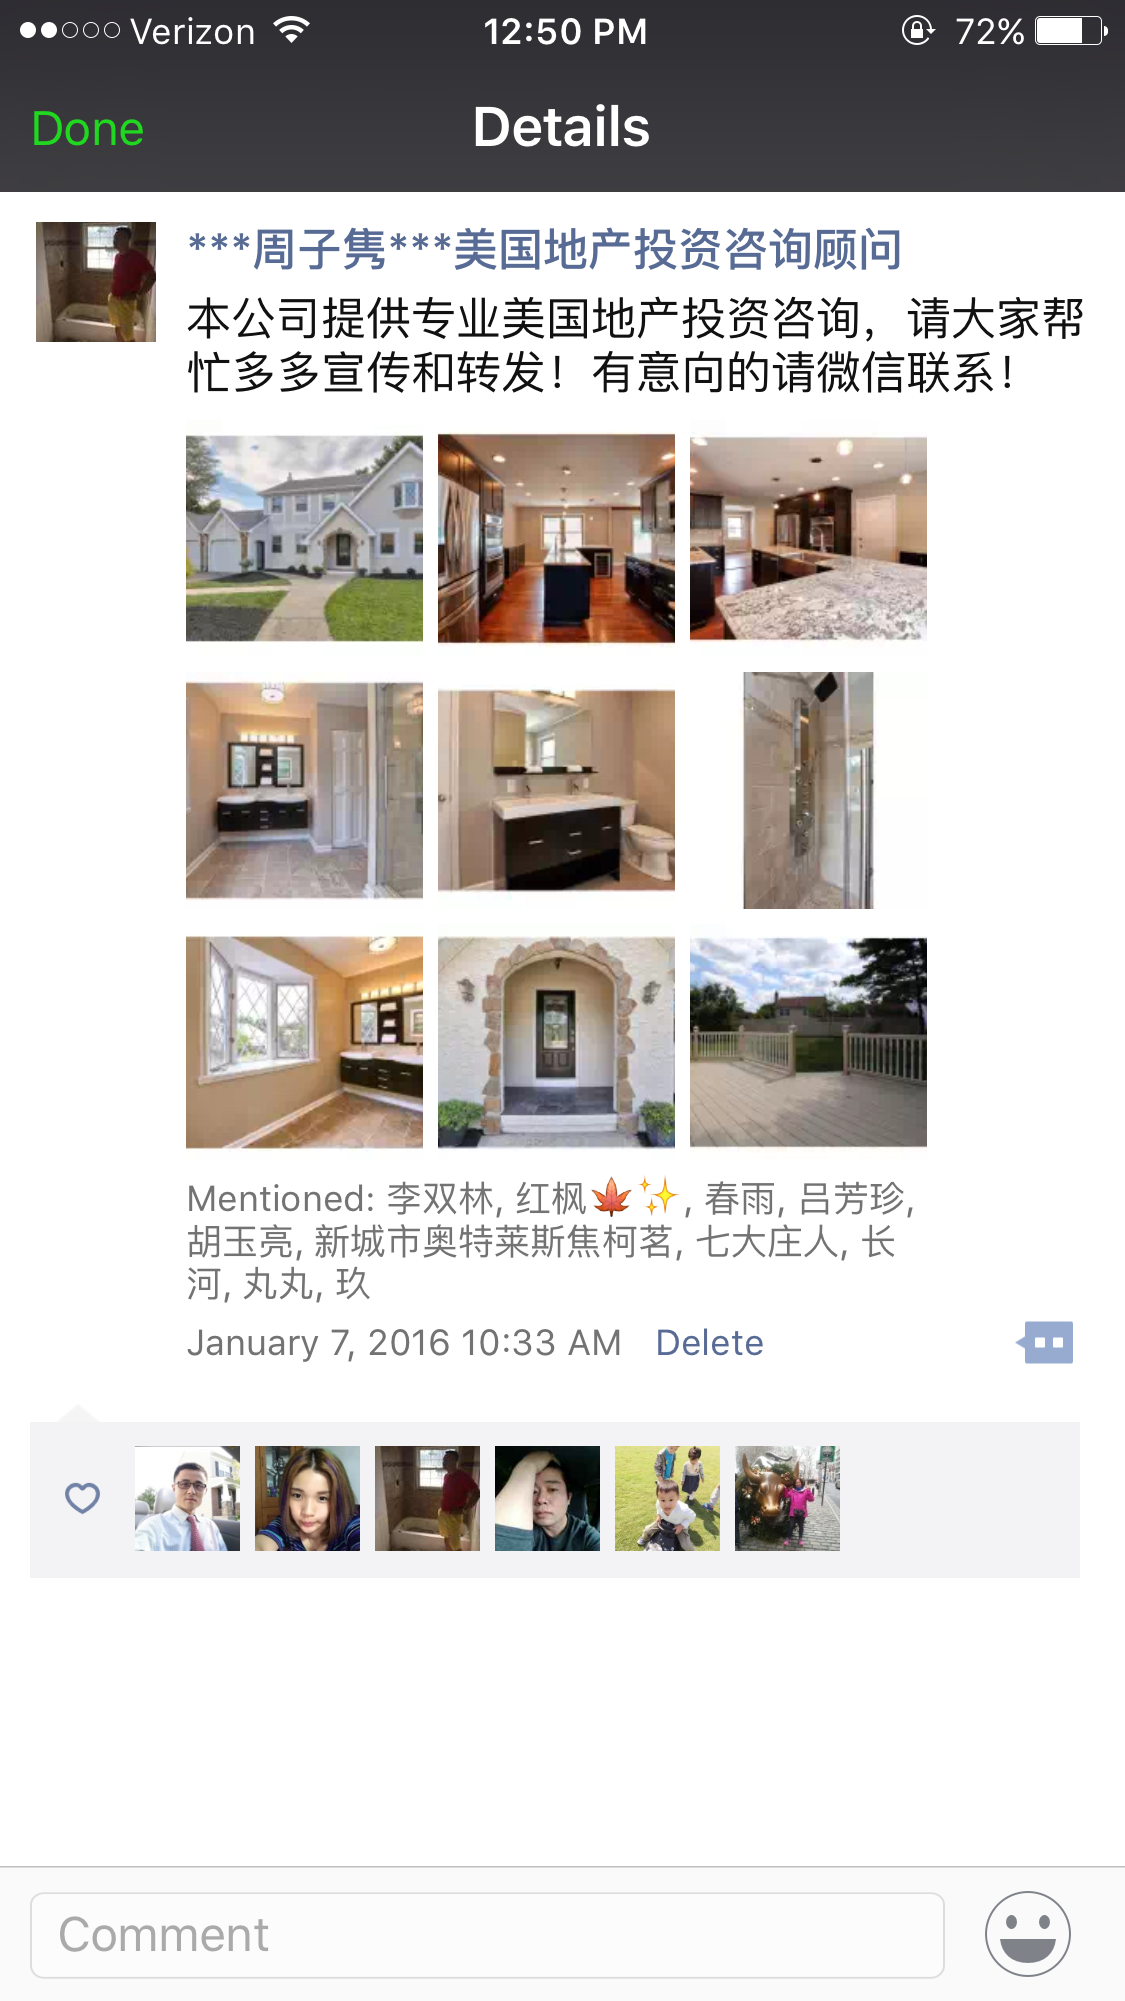 Verizon
12:50 PM
72%
Done
Details
***周子隽***美国地产投资咨询顾问
本公司提供专业美国地产投资咨询，请大家帮
忙多多宣传和转发！有意向的请微信联系！
Mentioned: 李双林, 红枫🍁✨, 春雨, 吕芳珍,
胡玉亮, 新城市奥特莱斯焦柯茗, 七大庄人, 长
河, 丸丸, 玖
January 7, 2016 10:33 AM
Delete
Comment